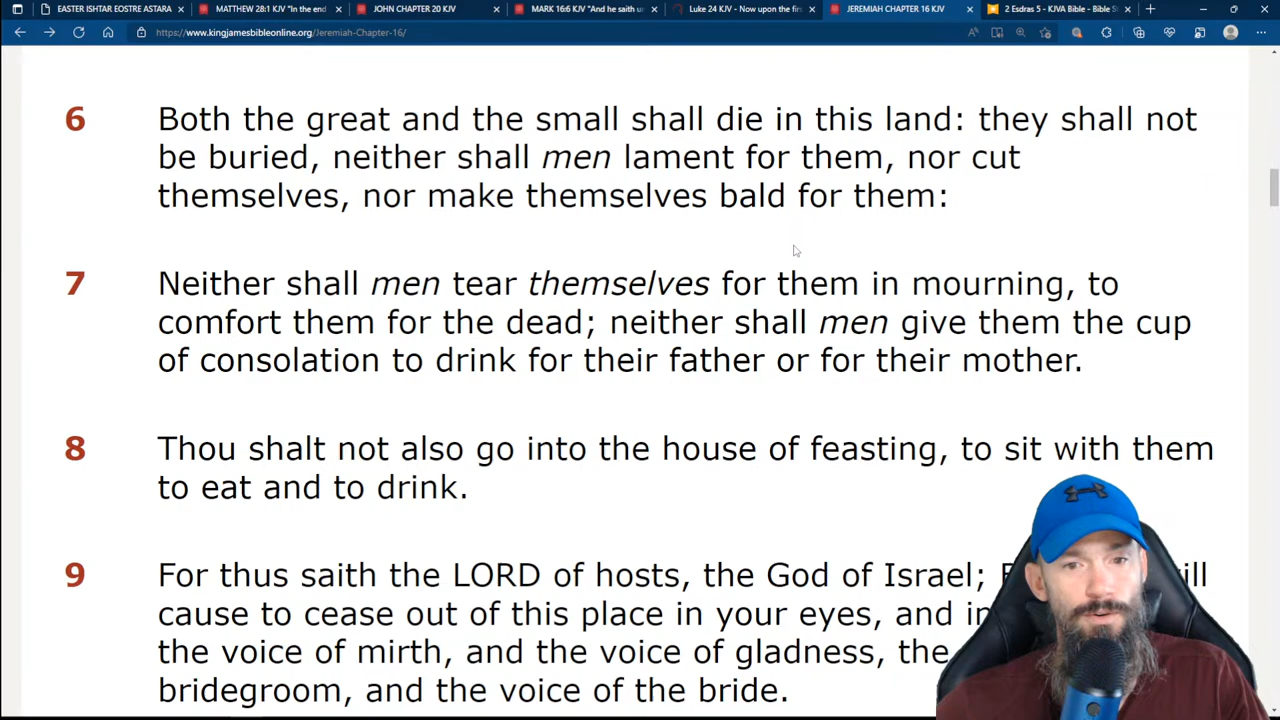 EASTER ISHTAR EOSTRE ASTARA
MATTHEW 28:1 KJV "In the end
JOHN CHAPTER 20 KJV
MARK 16:6 KJV "And he saith un
Luke 24 KJV - Now upon the firs
JEREMIAH CHAPTER 16 KJV
2 Esdras 5 - KJVA Bible - Bible St
https://www.kingjamesbibleonline.org/Jeremiah-Chapter-16/
6 Both the great and the small shall die in this land: they shall not
be buried, neither shall men lament for them, nor cut
themselves, nor make themselves bald for them:
7 Neither shall men tear themselves for them in mourning, to
comfort them for the dead; neither shall men give them the cup
of consolation to drink for their father or for their mother.
8 Thou shalt not also go into the house of feasting, to sit with them
to eat and to drink.
9 For thus saith the LORD of hosts, the God of Israel;
cause to cease out of this place in your eyes, and in
the voice of mirth, and the voice of gladness, the
bridegroom, and the voice of the bride.